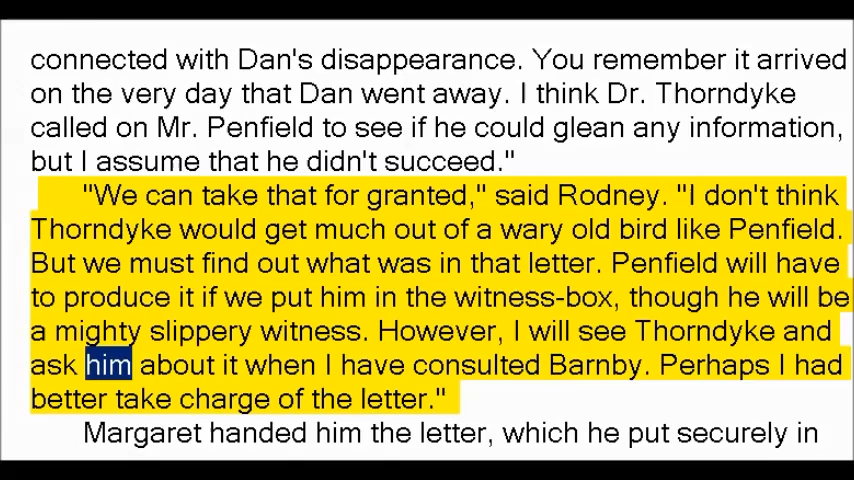 connected with Dan's disappearance. You remember it arrived
on the very day that Dan went away. I think Dr. Thorndyke
called on Mr. Penfield to see if he could glean any information,
but I assume that he didn't succeed."
"We can take that for granted," said Rodney. "I don't think
Thorndyke would get much out of a wary old bird like Penfield.
But we must find out what was in that letter. Penfield will have
to produce it if we put him in the witness-box, though he will be
a mighty slippery witness. However, I will see Thorndyke and
ask him about it when I have consulted Barnby. Perhaps I had
better take charge of the letter."
Margaret handed him the letter, which he put securely in